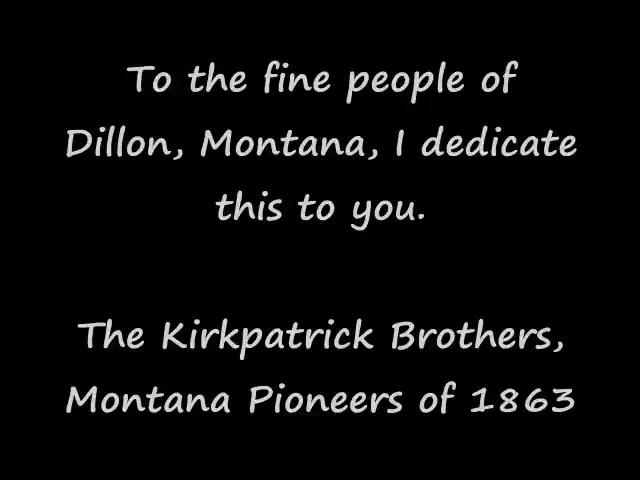 To the fine people of
Dillon, Montana, I dedicate
this to you.
The Kirkpatrick Brothers,
Montana Pioneers of 1863